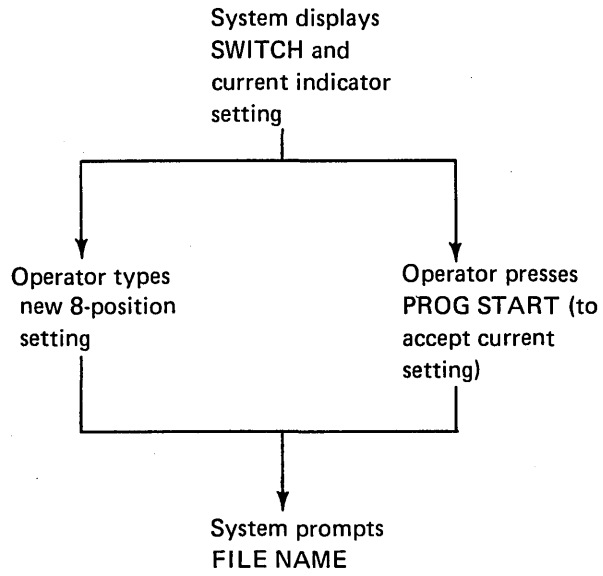 System displays
SWITCH and
current indicator
setting
Operator types
new 8-position
setting
Operator presses
PROG START (to
accept current
setting)
System prompts
FILE NAME